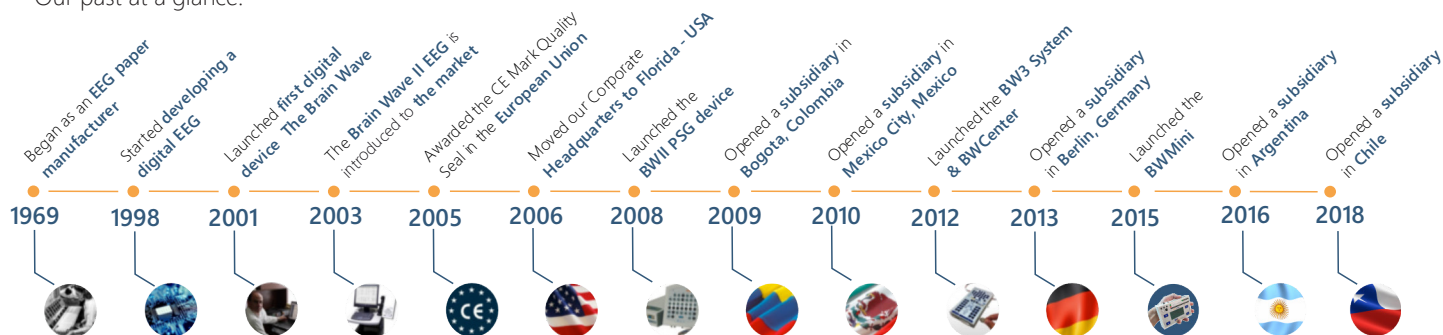 Our past at a glance:
Began as an EEG paper
manufacturer
Started developing a
digital EEG
Launched first digital
device The Brain Wave
The Brain Wave II EEG is
introduced to the market
Awarded the CE Mark Quality
Seal in the European Union
Moved our Corporate
Headquarters to Florida - USA
Launched the
BWII PSG device
Opened a subsidiary in
Bogota, Colombia
Opened a subsidiary in
Mexico City, Mexico
Launched the BW3 System
& BWCenter
Opened a subsidiary
in Berlin, Germany
Launched the
BWMini
Opened a subsidiary
in Argentina
Opened a subsidiary
in Chile
1969 1998 2001 2003 2005 2006 2008 2009 2010 2012 2013 2015 2016 2018
CE